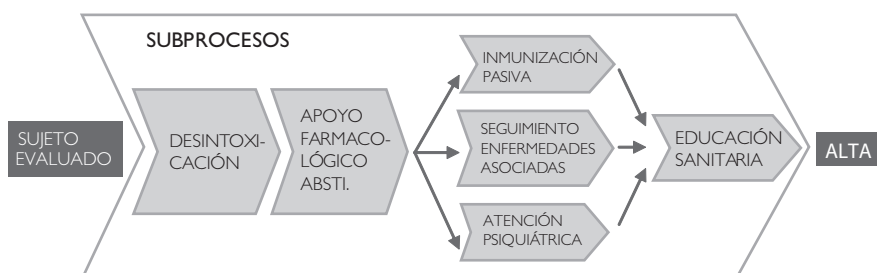 SUBPROCESOS
SUJETO
EVALUADO
DESINTOXI-
CACIÓN
APOYO
FARMACO-
LÓGICO
ABSTI.
INMUNIZACIÓN
PASIVA
SEGUIMIENTO
ENFERMEDADES
ASOCIADAS
ATENCIÓN
PSIQUIÁTRICA
EDUCACIÓN
SANITARIA
ALTA